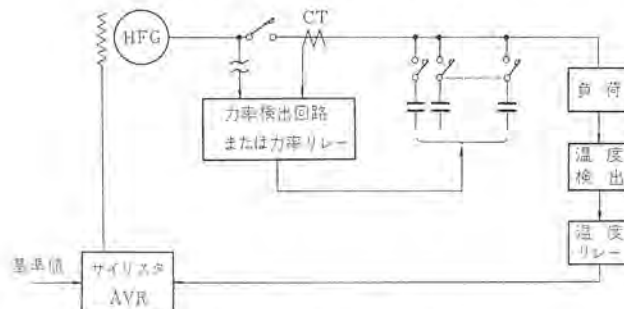 CT
HFG
力率検出回路
または力率リレー
負荷
温度
検出
温度
リレー
基準値
サイリスタ
AVR